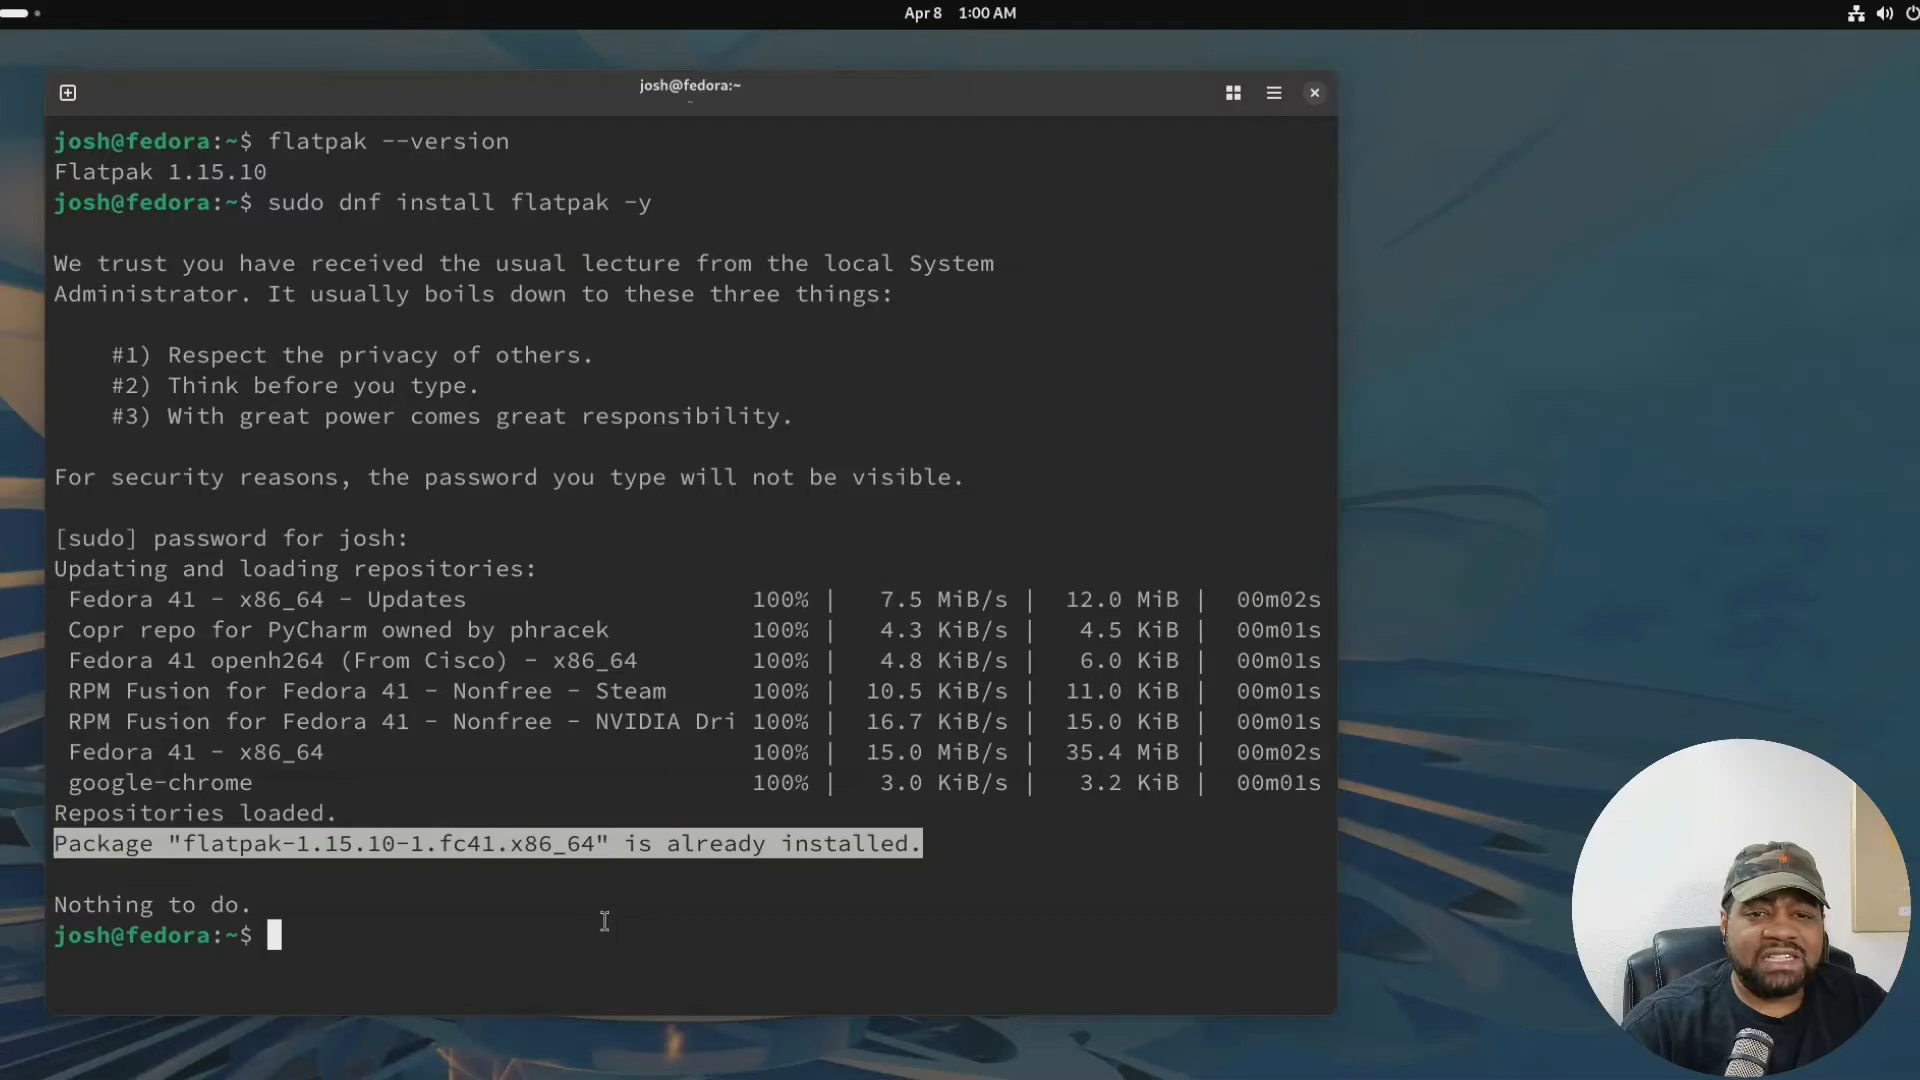 Apr 8 1:00 AM
josh@fedora:~
~
josh@fedora:~$ flatpak --version
Flatpak 1.15.10
josh@fedora:~$ sudo dnf install flatpak -y
We trust you have received the usual lecture from the local System
Administrator. It usually boils down to these three things:
#1) Respect the privacy of others.
#2) Think before you type.
#3) With great power comes great responsibility.
For security reasons, the password you type will not be visible.
[sudo] password for josh:
Updating and loading repositories:
Fedora 41 - x86_64 - Updates 100% | 7.5 MiB/s | 12.0 MiB | 00m02s
Copr repo for PyCharm owned by phracek 100% | 4.3 KiB/s | 4.5 KiB | 00m01s
Fedora 41 openh264 (From Cisco) - x86_64 100% | 4.8 KiB/s | 6.0 KiB | 00m01s
RPM Fusion for Fedora 41 - Nonfree - Steam 100% | 10.5 KiB/s | 11.0 KiB | 00m01s
RPM Fusion for Fedora 41 - Nonfree - NVIDIA Dri 100% | 16.7 KiB/s | 15.0 KiB | 00m01s
Fedora 41 - x86_64 100% | 15.0 MiB/s | 35.4 MiB | 00m02s
google-chrome 100% | 3.0 KiB/s | 3.2 KiB | 00m01s
Repositories loaded.
Package "flatpak-1.15.10-1.fc41.x86_64" is already installed.
Nothing to do.
josh@fedora:~$